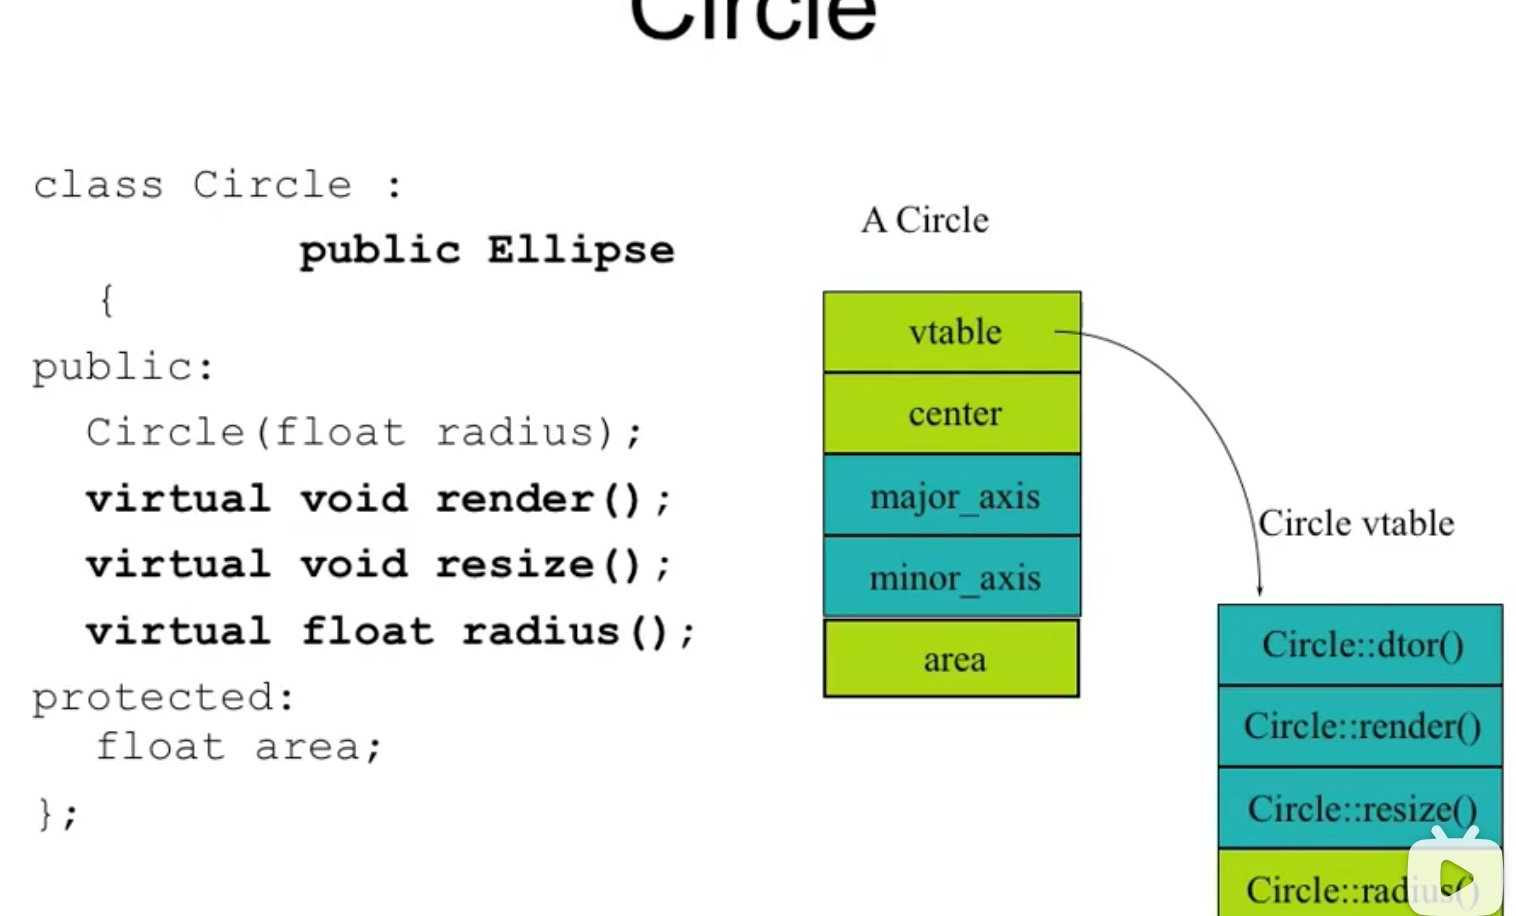 Circle
class Circle :
public Ellipse
{
public:
Circle(float radius);
virtual void render();
virtual void resize();
virtual float radius();
protected:
float area;
};
A Circle
vtable
center
major_axis
minor_axis
area
Circle vtable
Circle::dtor()
Circle::render()
Circle::resize()
Circle::radius()